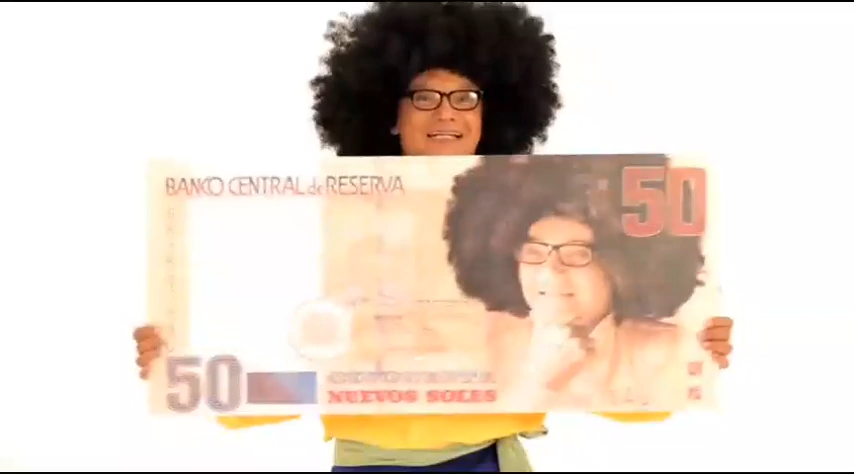 BANCO CENTRAL de RESERVA
50
50
CINCUENTA
NUEVOS SOLES